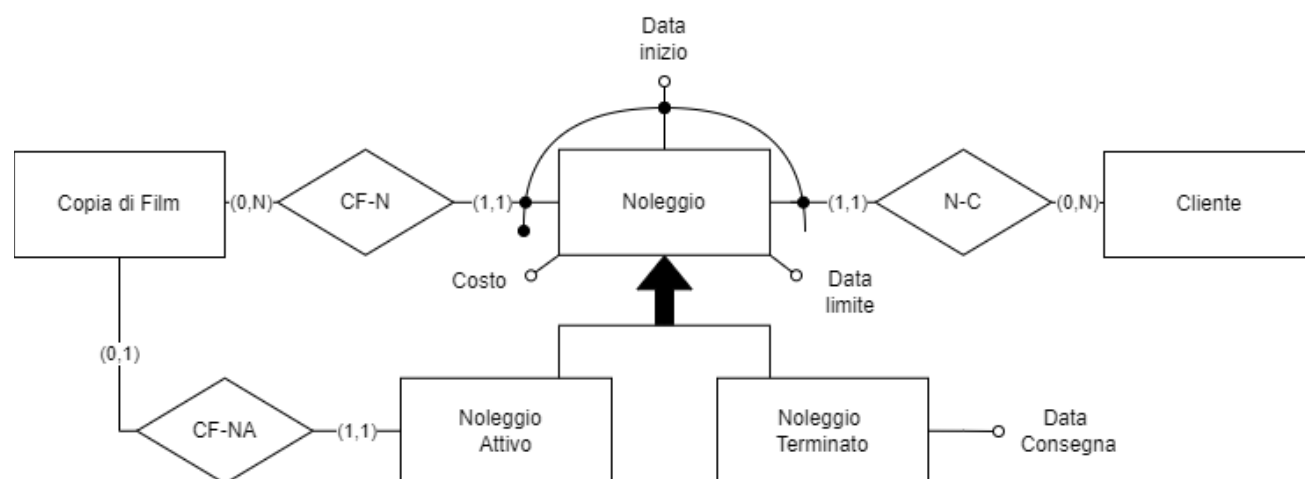 Data
inizio
Copia di Film
(0,N)
CF-N
(1,1)
Noleggio
(1,1)
N-C
(0,N)
Cliente
Costo
Data
limite
(0,1)
CF-NA
(1,1)
Noleggio
Attivo
Noleggio
Terminato
Data
Consegna